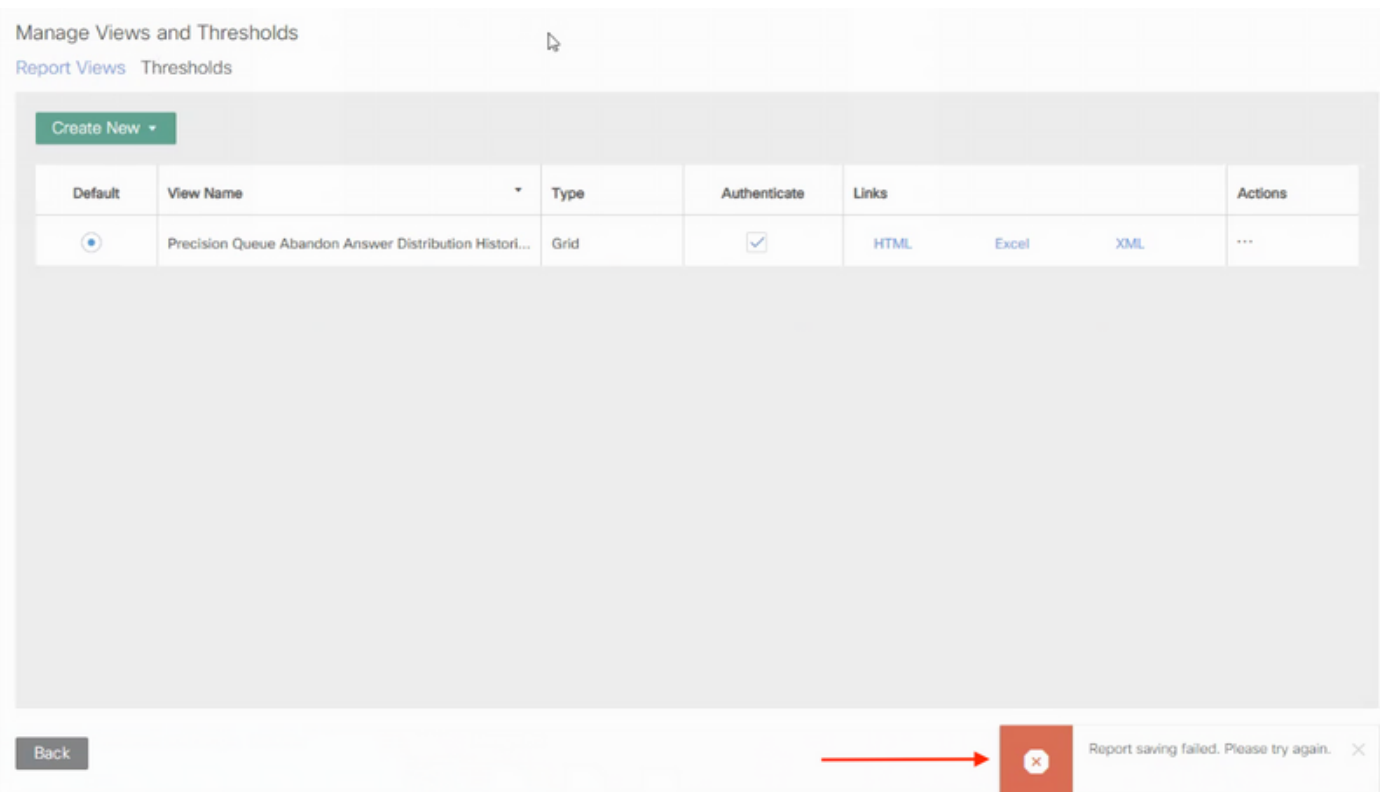 Manage Views and Thresholds
Report Views Thresholds
Create New
Default View Name Type Authenticate Links Actions
Precision Queue Abandon Answer Distribution Histori... Grid HTML Excel XML ...
Back
Report saving failed. Please try again.